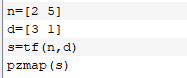 n=[2 5]
d=[3 1]
s=tf(n,d)
pzmap(s)